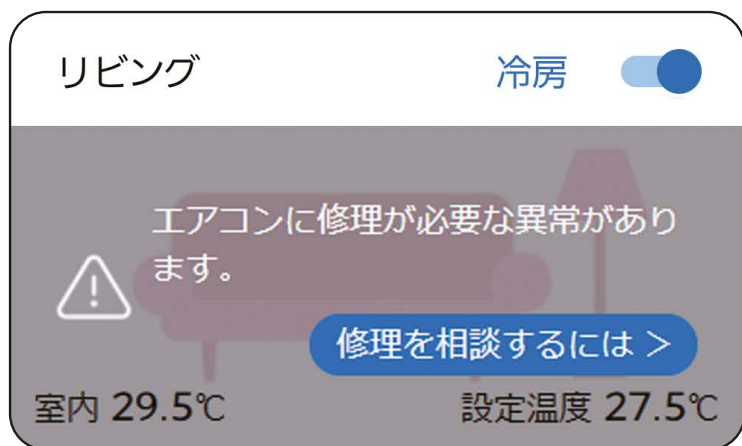 リビング 冷房
エアコンに修理が必要な異常があり
ます。
修理を相談するには >
室内 29.5℃ 設定温度 27.5℃